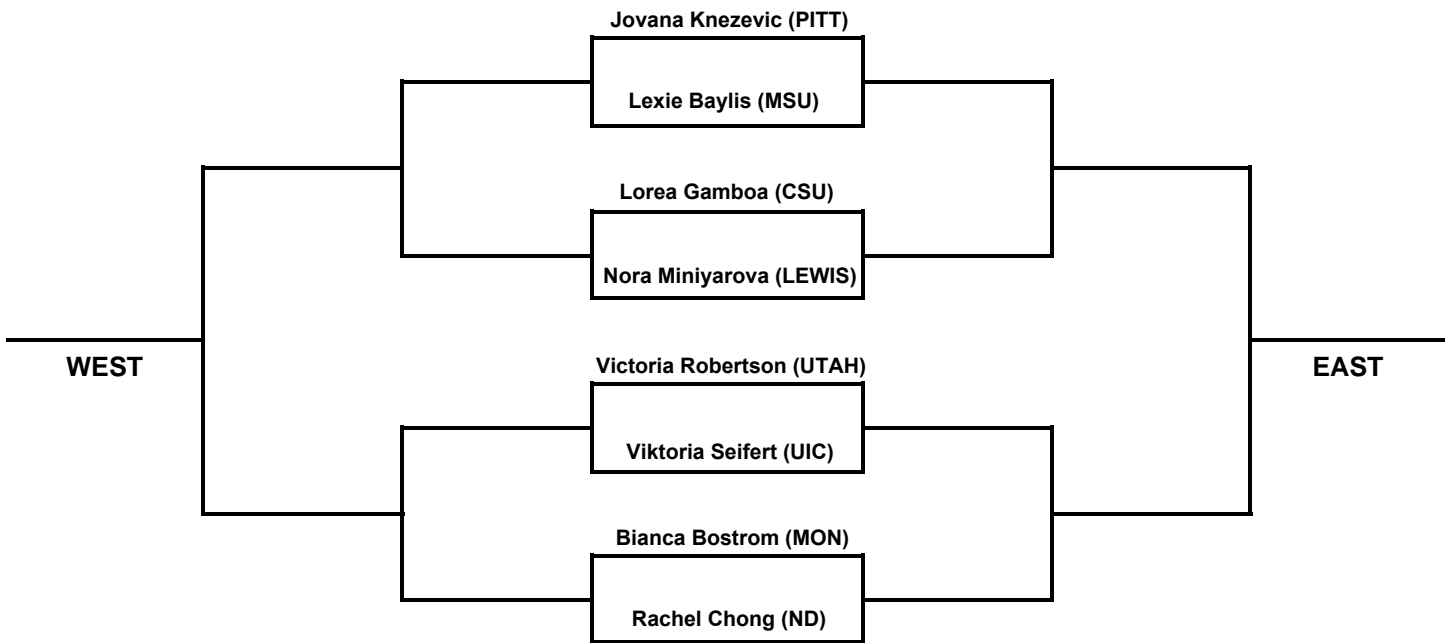 Jovana Knezevic (PITT)
Lexie Baylis (MSU)
Lorea Gamboa (CSU)
Nora Miniyarova (LEWIS)
WEST
Victoria Robertson (UTAH)
EAST
Viktoria Seifert (UIC)
Bianca Bostrom (MON)
Rachel Chong (ND)